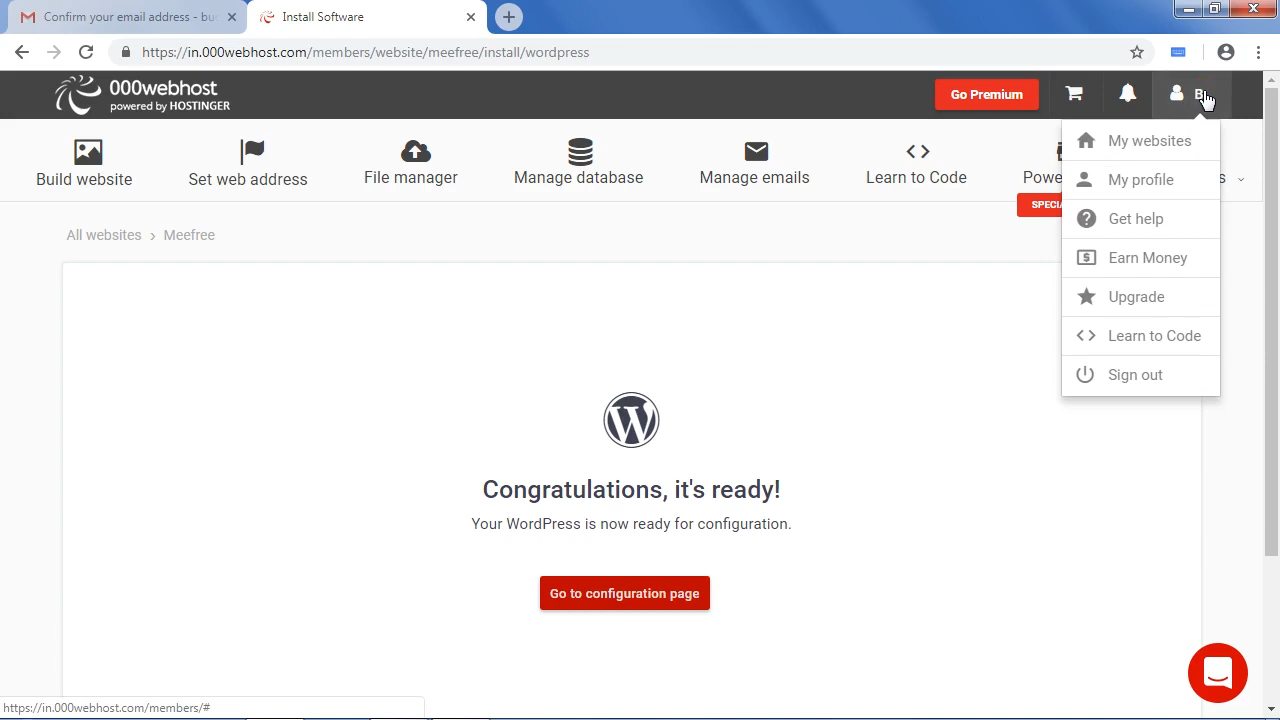 Confirm your email address - buc
Install Software
https://in.000webhost.com/members/website/meefree/install/wordpress
000webhost
powered by HOSTINGER
Go Premium
My websites
My profile
Get help
Earn Money
Upgrade
Learn to Code
Sign out
Build website
Set web address
File manager
Manage database
Manage emails
Learn to Code
All websites › Meefree
Congratulations, it's ready!
Your WordPress is now ready for configuration.
Go to configuration page
https://in.000webhost.com/members/#